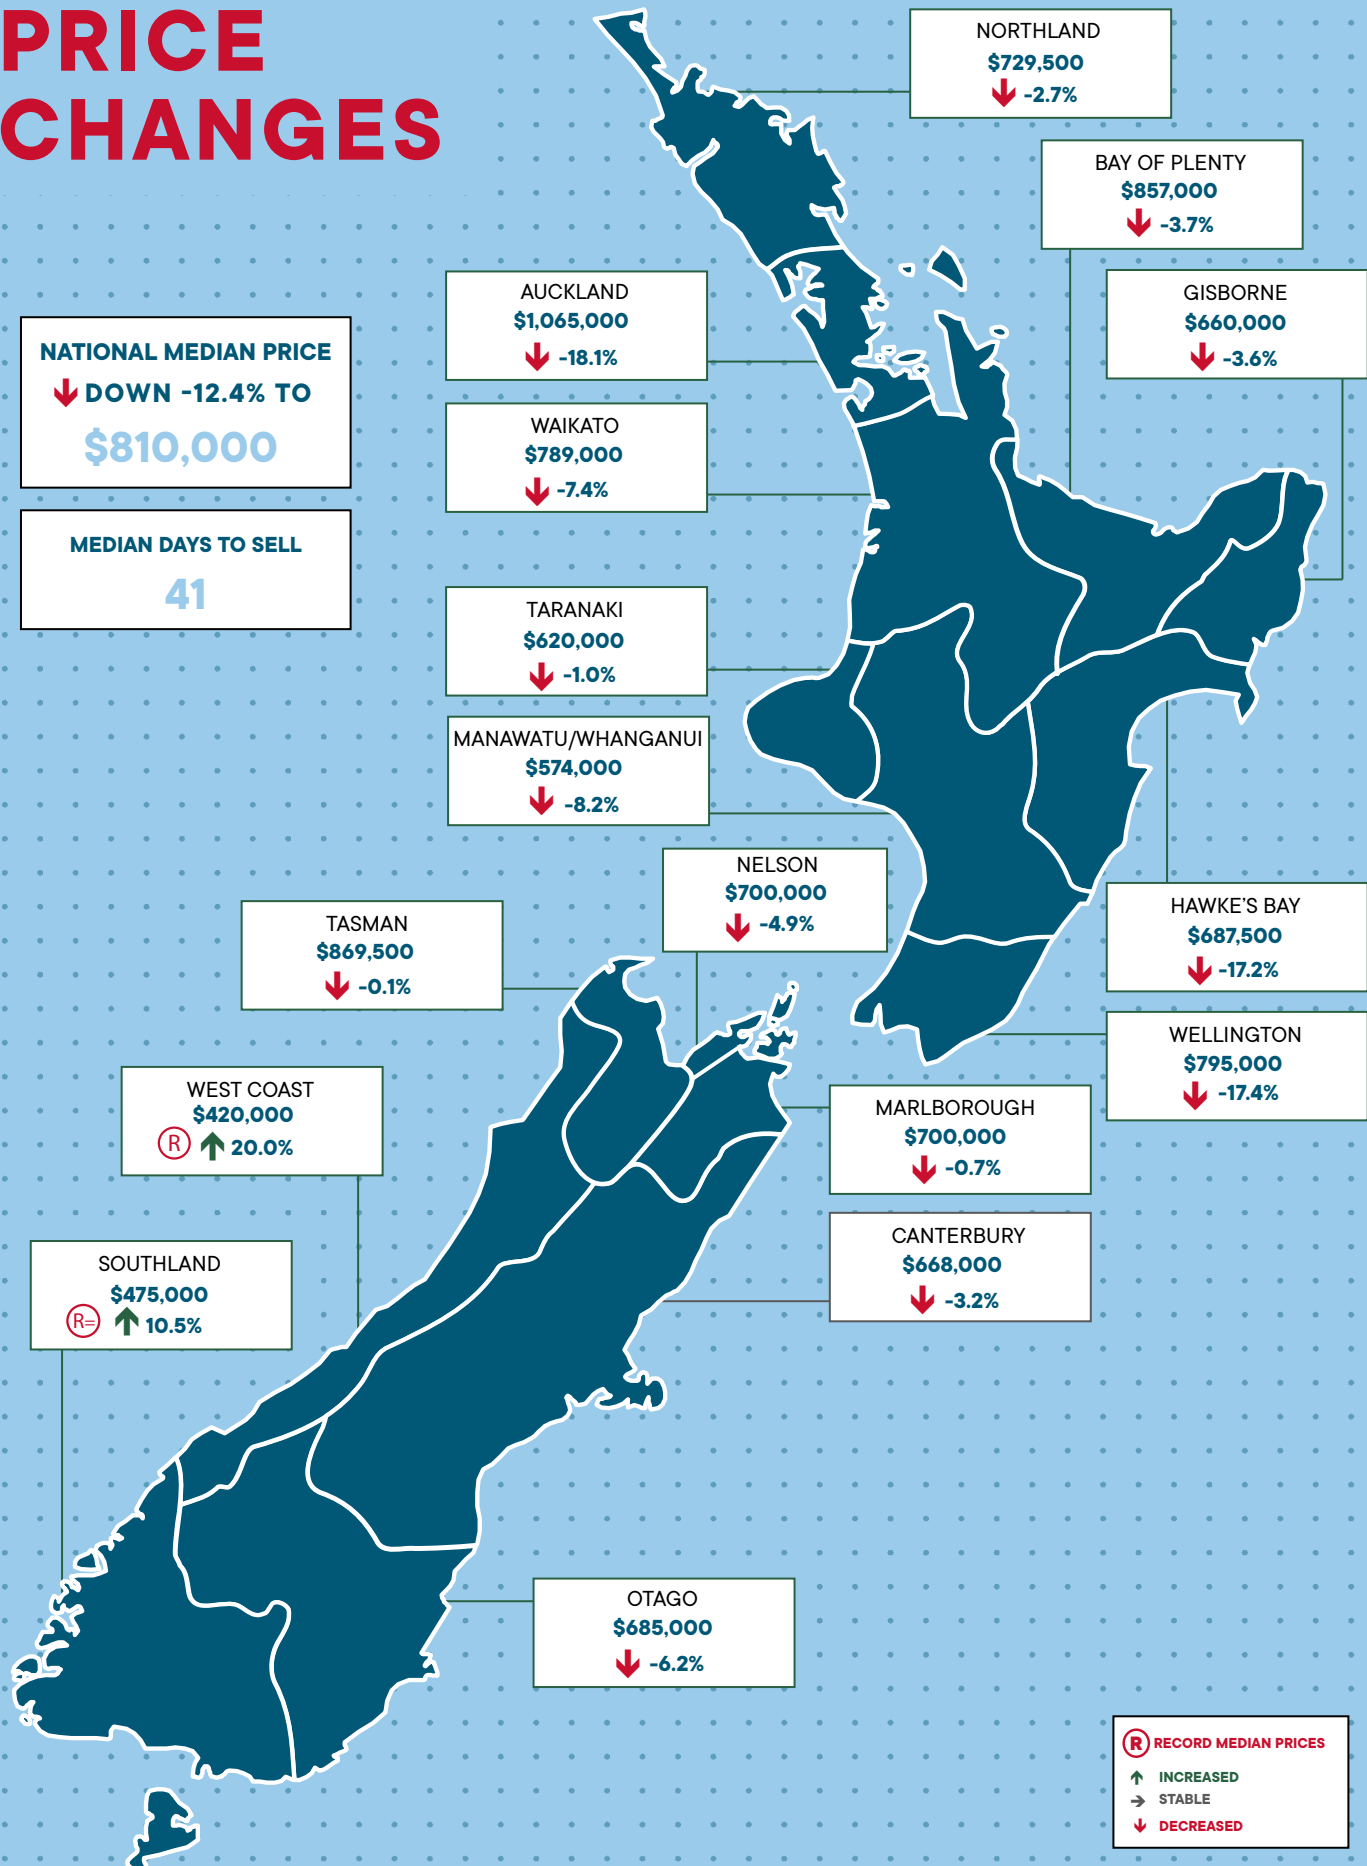 PRICE
CHANGES
NORTHLAND
$729,500
-2.7%
BAY OF PLENTY
$857,000
-3.7%
AUCKLAND
$1,065,000
-18.1%
GISBORNE
$660,000
-3.6%
NATIONAL MEDIAN PRICE
DOWN -12.4% TO
$810,000
WAIKATO
$789,000
-7.4%
MEDIAN DAYS TO SELL
41
TARANAKI
$620,000
-1.0%
MANAWATU/WHANGANUI
$574,000
-8.2%
NELSON
$700,000
-4.9%
TASMAN
$869,500
-0.1%
HAWKE'S BAY
$687,500
-17.2%
WELLINGTON
$795,000
-17.4%
WEST COAST
$420,000
R 20.0%
MARLBOROUGH
$700,000
-0.7%
CANTERBURY
$668,000
-3.2%
SOUTHLAND
$475,000
R= 10.5%
OTAGO
$685,000
-6.2%
R RECORD MEDIAN PRICES
INCREASED
STABLE
DECREASED